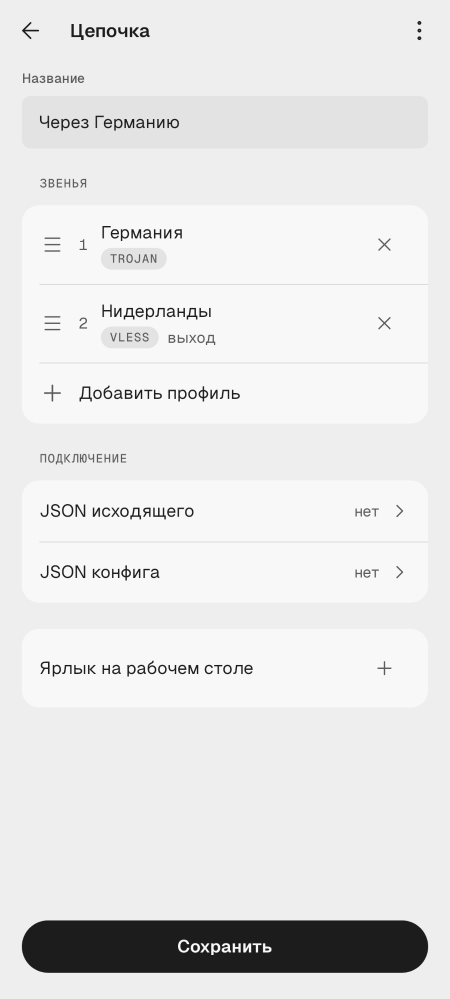 Цепочка
Название
Через Германию
ЗВЕНЬЯ
1 Германия
TROJAN
2 Нидерланды
VLESS выход
Добавить профиль
ПОДКЛЮЧЕНИЕ
JSON исходящего нет
JSON конфига нет
Ярлык на рабочем столе
Сохранить